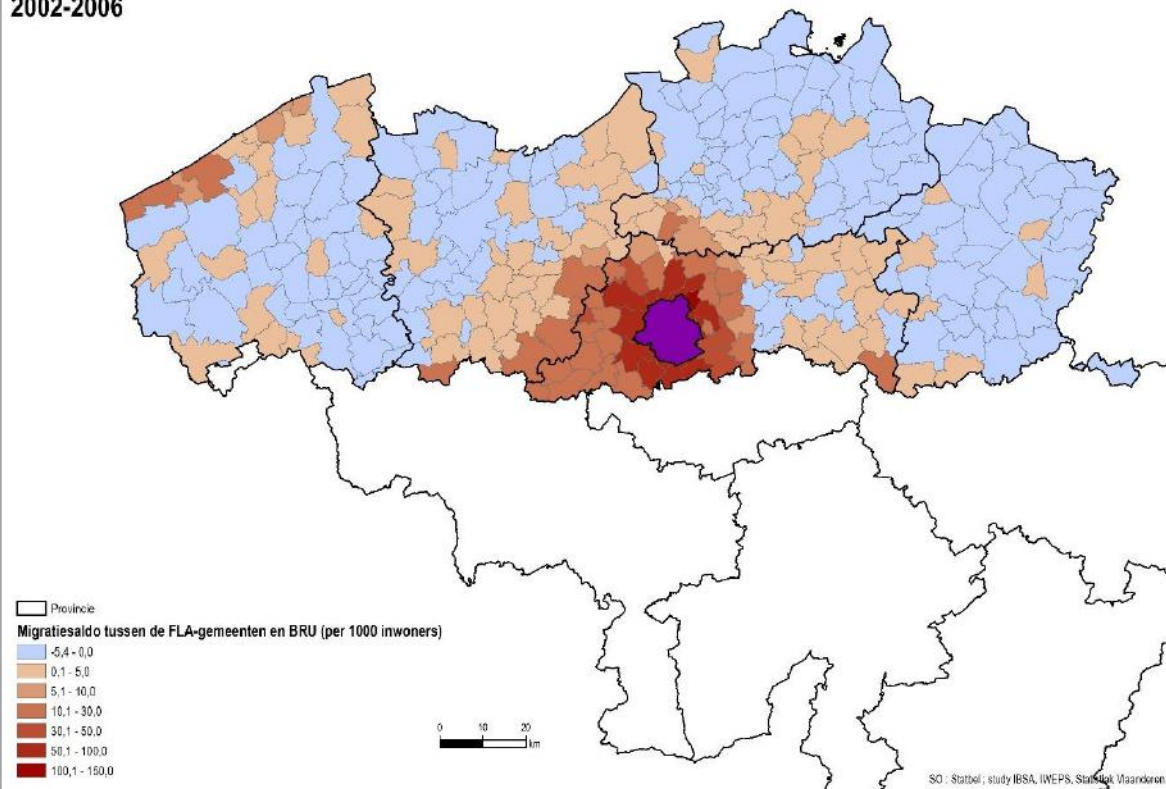 2002-2006
Provincie
Migratiesaldo tussen de FLA-gemeenten en BRU (per 1000 inwoners)
-5,4 - 0,0
0,1 - 5,0
5,1 - 10,0
10,1 - 30,0
30,1 - 50,0
50,1 - 100,0
100,1 - 150,0
0 10 20
km
SO : Statbel ; study IBSA, IWEPS, Statistiek Vlaanderen